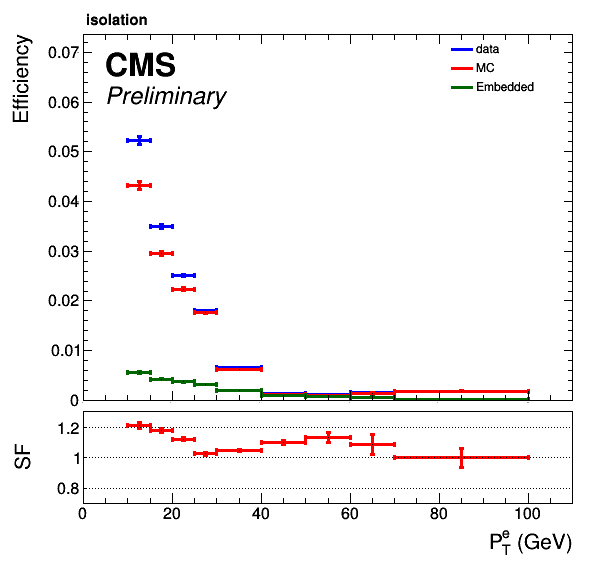 isolation
CMS
Preliminary
data
MC
Embedded
Efficiency
0.07
0.06
0.05
0.04
0.03
0.02
0.01
0
SF
1.2
1
0.8
0 20 40 60 80 100
P_T^e (GeV)